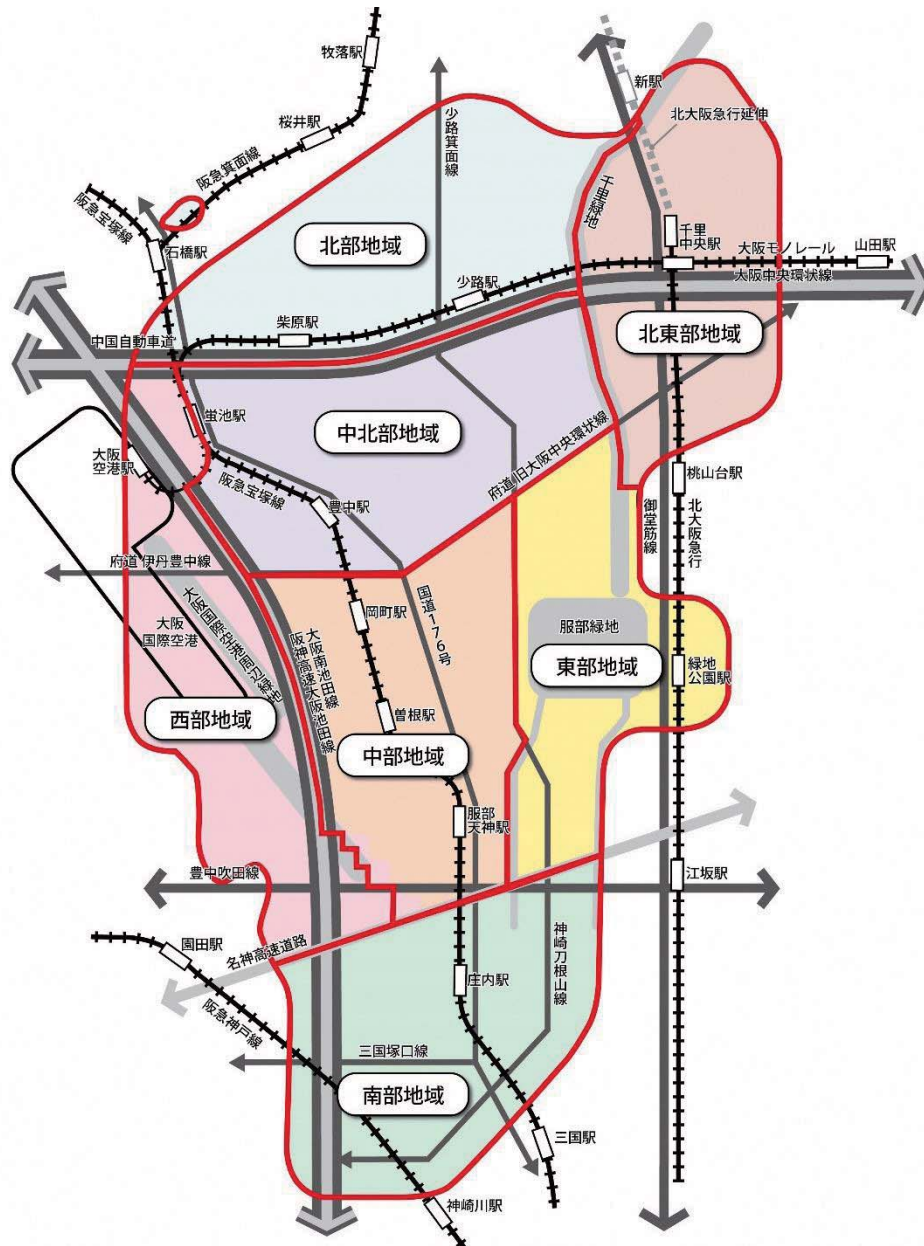 牧落駅
新駅
桜井駅
少路箕面線
北大阪急行延伸
阪急箕面線
阪急宝塚線
千里緑地
石橋駅
北部地域
千里
中央駅
大阪モノレール
山田駅
大阪中央環状線
少路駅
柴原駅
中国自動車道
北東部地域
蛍池駅
中北部地域
大阪
空港駅
府道 旧大阪中央環状線
阪急宝塚線
豊中駅
桃山台駅
御堂筋線
北大阪急行
府道 伊丹豊中線
国道176号
大阪国際空港周辺緑地
大阪
国際空港
岡町駅
服部緑地
大阪南池田線
阪神高速大阪池田線
東部地域
緑地
公園駅
西部地域
曽根駅
中部地域
服部
天神駅
豊中吹田線
江坂駅
園田駅
名神高速道路
神崎刀根山線
庄内駅
阪急神戸線
三国塚口線
南部地域
三国駅
神崎川駅